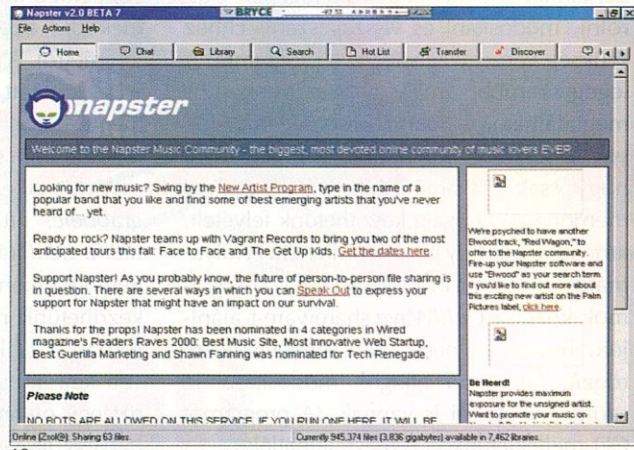 Napster v2.0 BETA 7
BRYCE
File Actions Help
Home Chat Library Search Hot List Transfer Discover
napster
Welcome to the Napster Music Community - the biggest, most devoted online community of music lovers EVER
Looking for new music? Swing by the New Artist Program, type in the name of a
popular band that you like and find some of best emerging artists that you've never
heard of... yet.
Ready to rock? Napster teams up with Vagrant Records to bring you two of the most
anticipated tours this fall: Face to Face and The Get Up Kids. Get the dates here.
Support Napster! As you probably know, the future of person-to-person file sharing is
in question. There are several ways in which you can Speak Out to express your
support for Napster that might have an impact on our survival.
Thanks for the props! Napster has been nominated in 4 categories in Wired
magazine's Readers Raves 2000: Best Music Site, Most Innovative Web Startup,
Best Guerilla Marketing and Shawn Fanning was nominated for Tech Renegade.
Please Note
NO BOTS ARE ALLOWED ON THIS SERVICE. IF YOU RUN ONE HERE, IT WILL BE
We're psyched to have another
Elwood track, "Red Wagon," to
offer to the Napster community.
Fire-up your Napster software and
use "Elwood" as your search term.
If you'd like to find out more about
this exciting new artist on the Palm
Pictures label, click here.
Be Heard!
Napster provides maximum
exposure for the unsigned artist.
Want to promote your music on
Online (Zsol@): Sharing 63 files.
Currently 945,374 files (3,836 gigabytes) available in 7,462 libraries.